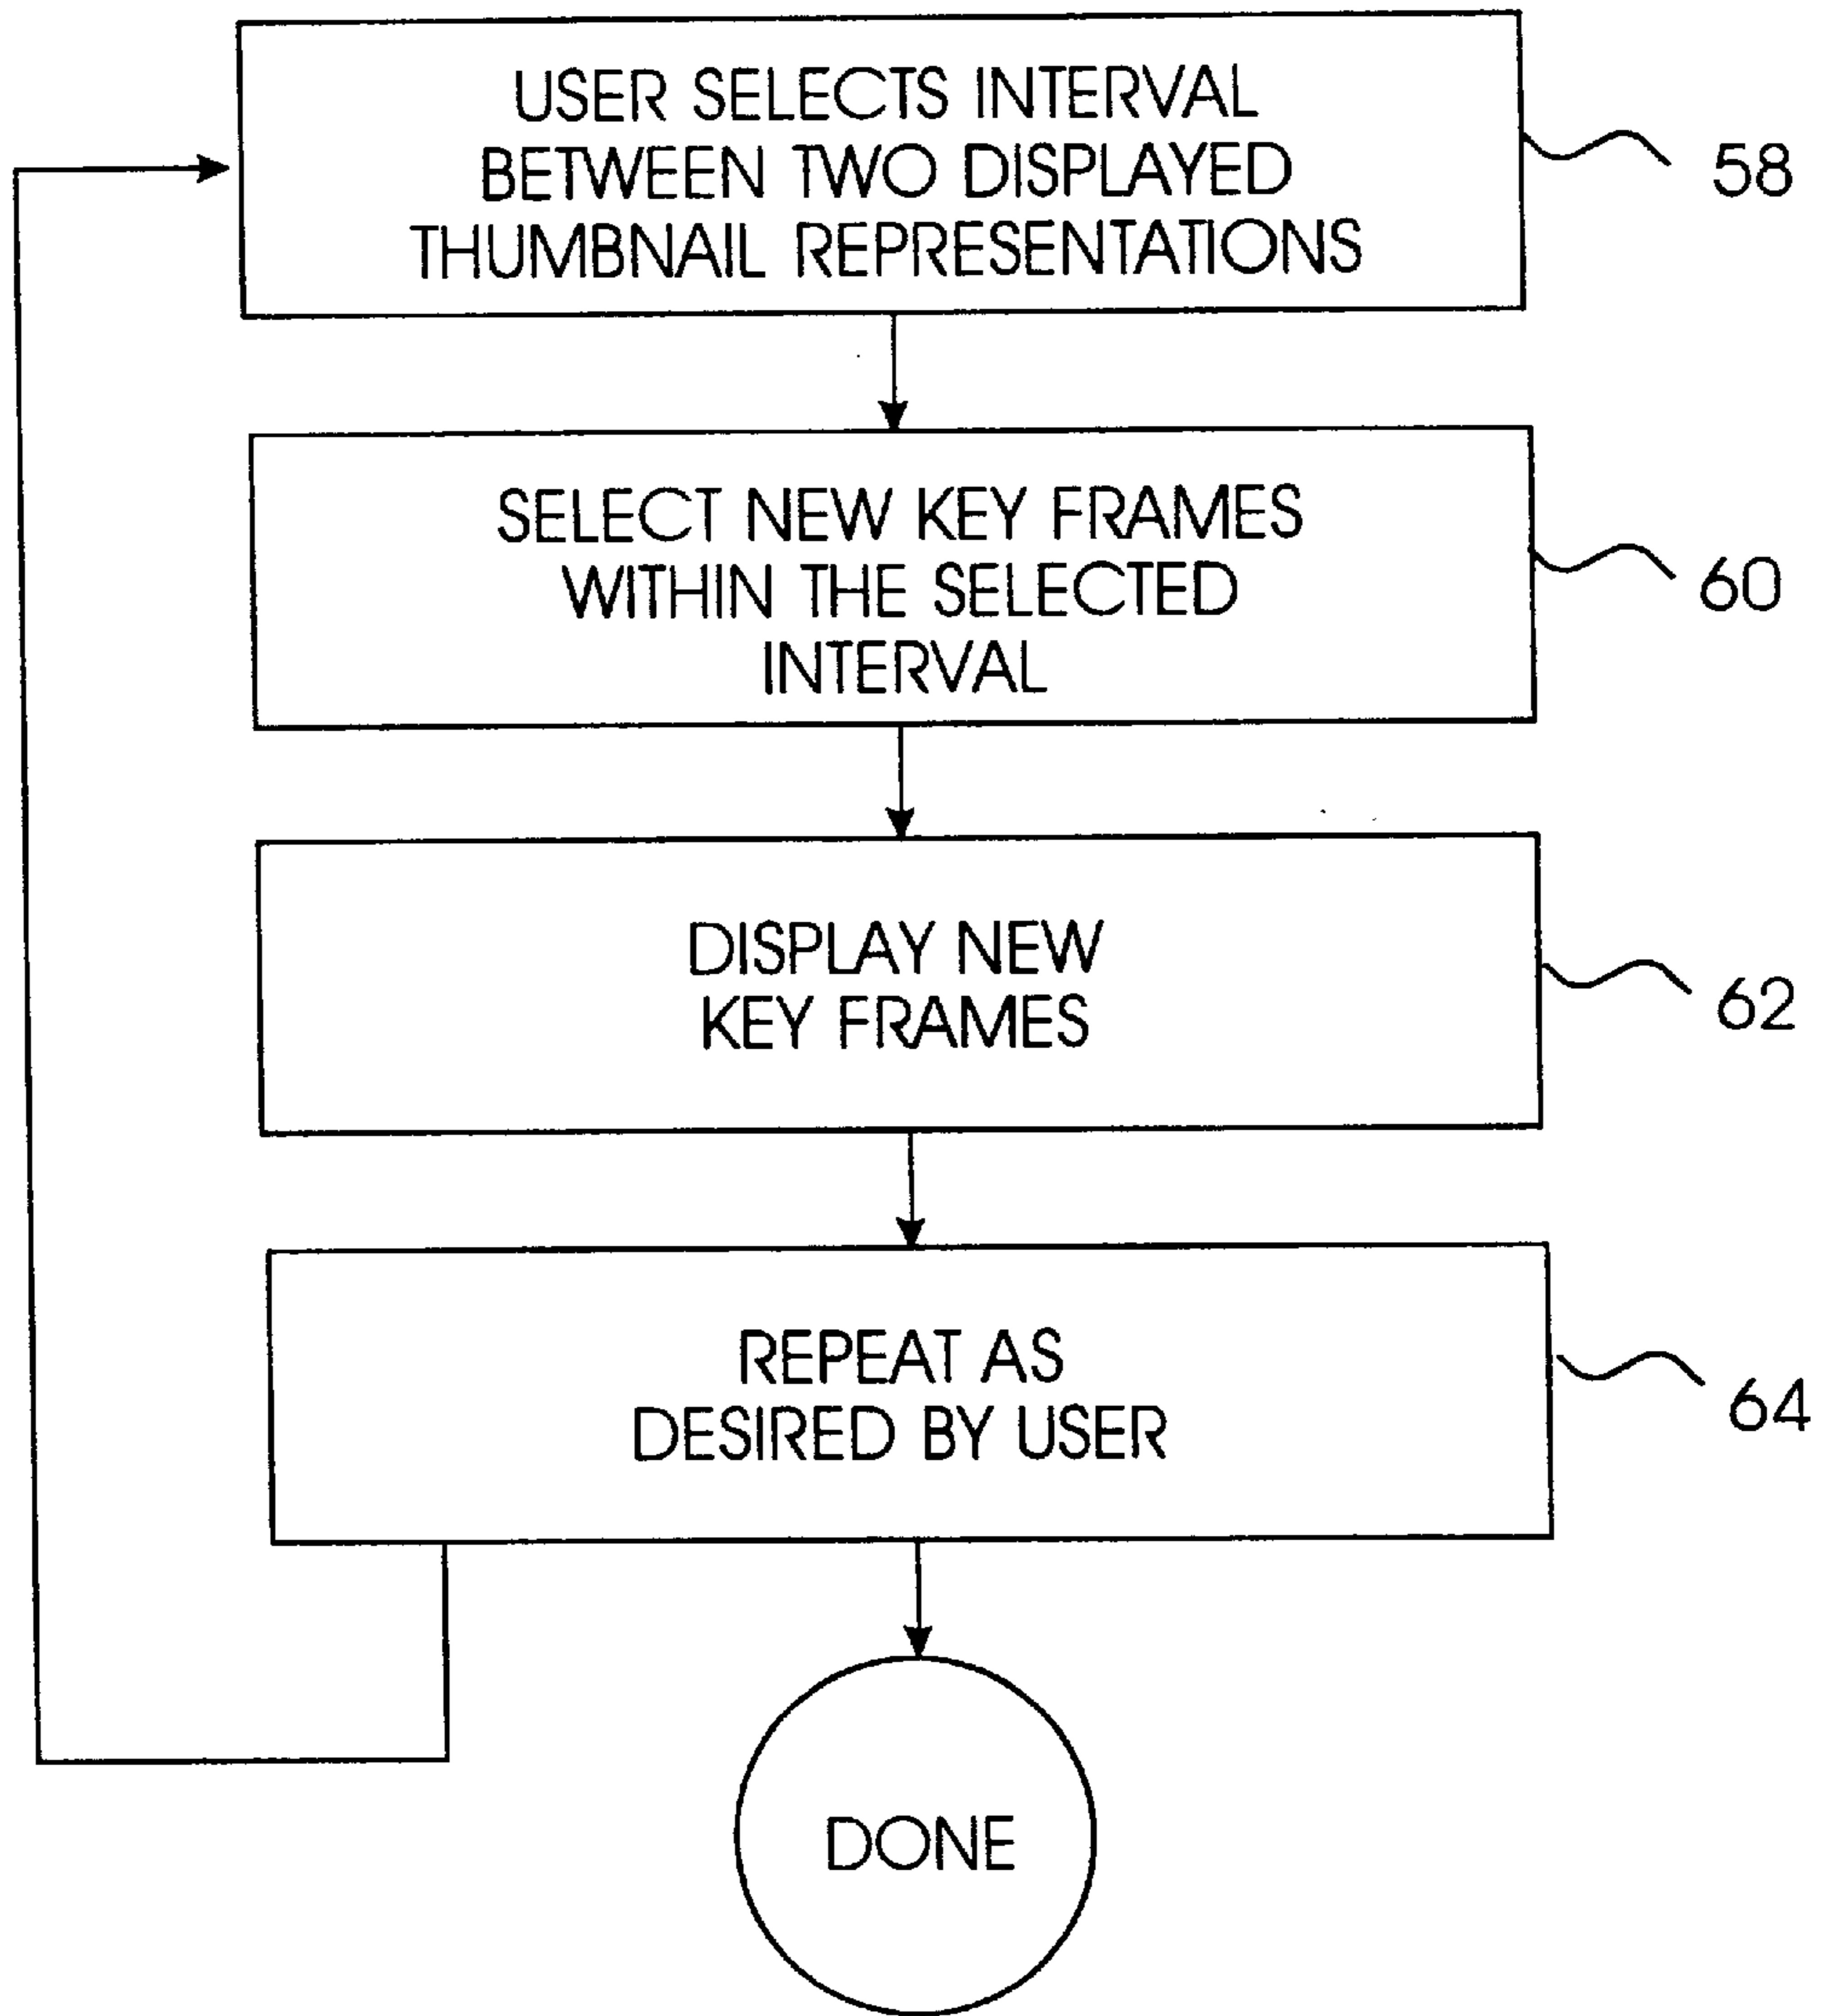 USER SELECTS INTERVAL
BETWEEN TWO DISPLAYED
THUMBNAIL REPRESENTATIONS
58
SELECT NEW KEY FRAMES
WITHIN THE SELECTED
INTERVAL
60
DISPLAY NEW
KEY FRAMES
62
REPEAT AS
DESIRED BY USER
64
DONE